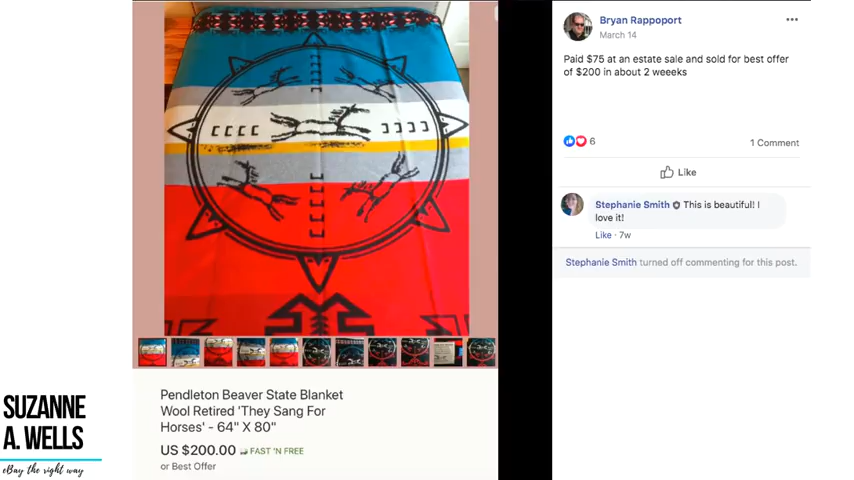 Bryan Rappoport
March 14
Paid $75 at an estate sale and sold for best offer
of $200 in about 2 weeeks
6
1 Comment
Like
Stephanie Smith This is beautiful! I
love it!
Like · 7w
Stephanie Smith turned off commenting for this post.
Pendleton Beaver State Blanket
Wool Retired 'They Sang For
Horses' - 64" X 80"
US $200.00 FAST 'N FREE
or Best Offer
SUZANNE
A. WELLS
eBay the right way